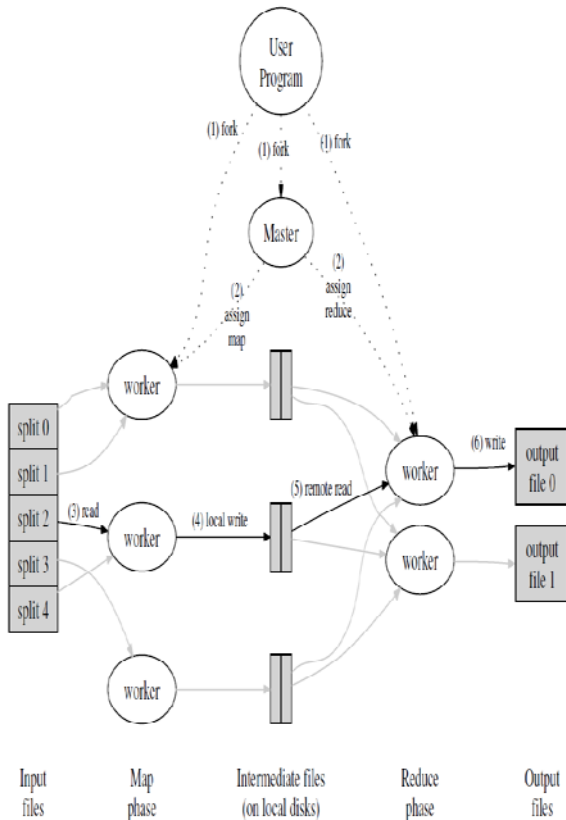 User
Program
(1) fork
(1) fork
(1) fork
Master
(2)
assign
map
(2)
assign
reduce
worker
split 0
split 1
split 2
split 3
split 4
(3) read
worker
(4) local write
(5) remote read
worker
(6) write
output
file 0
worker
output
file 1
worker
Input
files
Map
phase
Intermediate files
(on local disks)
Reduce
phase
Output
files